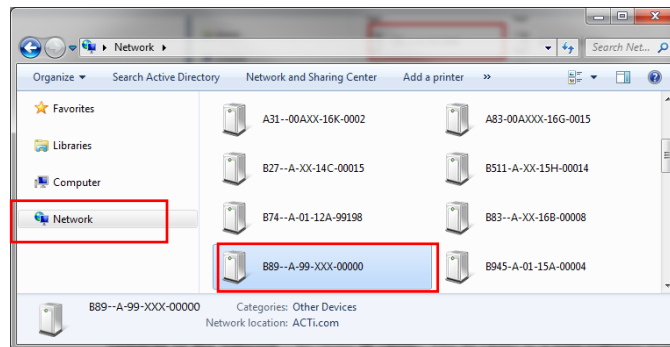 Network
Search Net...
Organize Search Active Directory Network and Sharing Center Add a printer »
Favorites
Libraries
Computer
Network
A31--00AXX-16K-0002 A83-00AXXX-16G-0015
B27--A-XX-14C-00015 B511-A-XX-15H-00014
B74--A-01-12A-99198 B83--A-XX-16B-00008
B89--A-99-XXX-00000 B945-A-01-15A-00004
B89--A-99-XXX-00000 Categories: Other Devices
Network location: ACTi.com